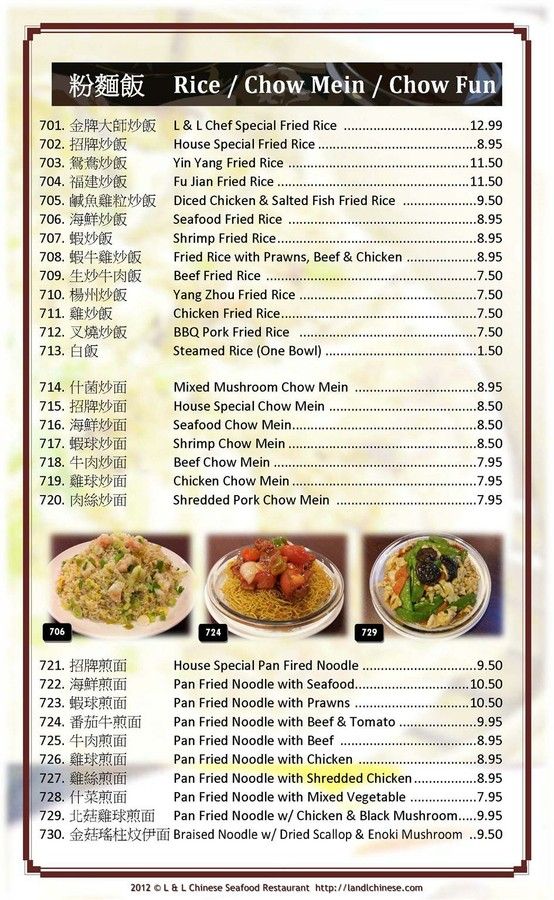 粉麵飯 Rice / Chow Mein / Chow Fun
701. 金牌大師炒飯 L & L Chef Special Fried Rice ...12.99
702. 招牌炒飯 House Special Fried Rice ...8.95
703. 鴛鴦炒飯 Yin Yang Fried Rice ...11.50
704. 福建炒飯 Fu Jian Fried Rice ...11.50
705. 鹹魚雞粒炒飯 Diced Chicken & Salted Fish Fried Rice ...9.50
706. 海鮮炒飯 Seafood Fried Rice ...8.95
707. 蝦炒飯 Shrimp Fried Rice...8.95
708. 蝦牛雞炒飯 Fried Rice with Prawns, Beef & Chicken ...8.95
709. 生炒牛肉飯 Beef Fried Rice ...7.50
710. 楊州炒飯 Yang Zhou Fried Rice ...7.50
711. 雞炒飯 Chicken Fried Rice...7.50
712. 叉燒炒飯 BBQ Pork Fried Rice ...7.50
713. 白飯 Steamed Rice (One Bowl) ...1.50
714. 什菌炒面 Mixed Mushroom Chow Mein ...8.95
715. 招牌炒面 House Special Chow Mein ...8.50
716. 海鮮炒面 Seafood Chow Mein...8.50
717. 蝦球炒面 Shrimp Chow Mein ...8.50
718. 牛肉炒面 Beef Chow Mein ...7.95
719. 雞球炒面 Chicken Chow Mein ...7.95
720. 肉絲炒面 Shredded Pork Chow Mein ...7.95
706 724 729
721. 招牌煎面 House Special Pan Fired Noodle ...9.50
722. 海鮮煎面 Pan Fried Noodle with Seafood...10.50
723. 蝦球煎面 Pan Fried Noodle with Prawns ...10.50
724. 番茄牛煎面 Pan Fried Noodle with Beef & Tomato ...9.95
725. 牛肉煎面 Pan Fried Noodle with Beef ...8.95
726. 雞球煎面 Pan Fried Noodle with Chicken ...8.95
727. 雞絲煎面 Pan Fried Noodle with Shredded Chicken...8.95
728. 什菜煎面 Pan Fried Noodle with Mixed Vegetable ...7.95
729. 北菇雞球煎面 Pan Fried Noodle w/ Chicken & Black Mushroom.....9.95
730. 金菇瑤柱炆伊面 Braised Noodle w/ Dried Scallop & Enoki Mushroom ..9.50
2012 © L & L Chinese Seafood Restaurant http://landlchinese.com